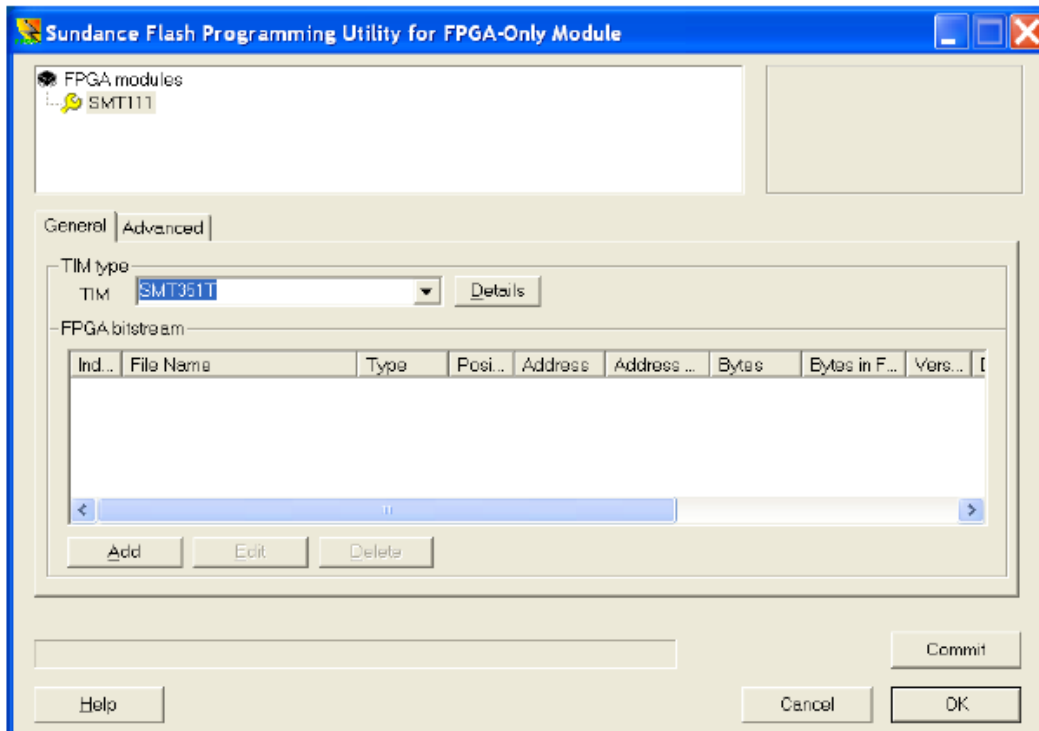 Sundance Flash Programming Utility for FPGA-Only Module
FPGA modules
SMT111
General Advanced
TIM type
TIM SMT351T Details
FPGA bitstream
Ind... File Name Type Posi... Address Address ... Bytes Bytes in F... Vers... D
Add Edit Delete
Commit
Help Cancel OK